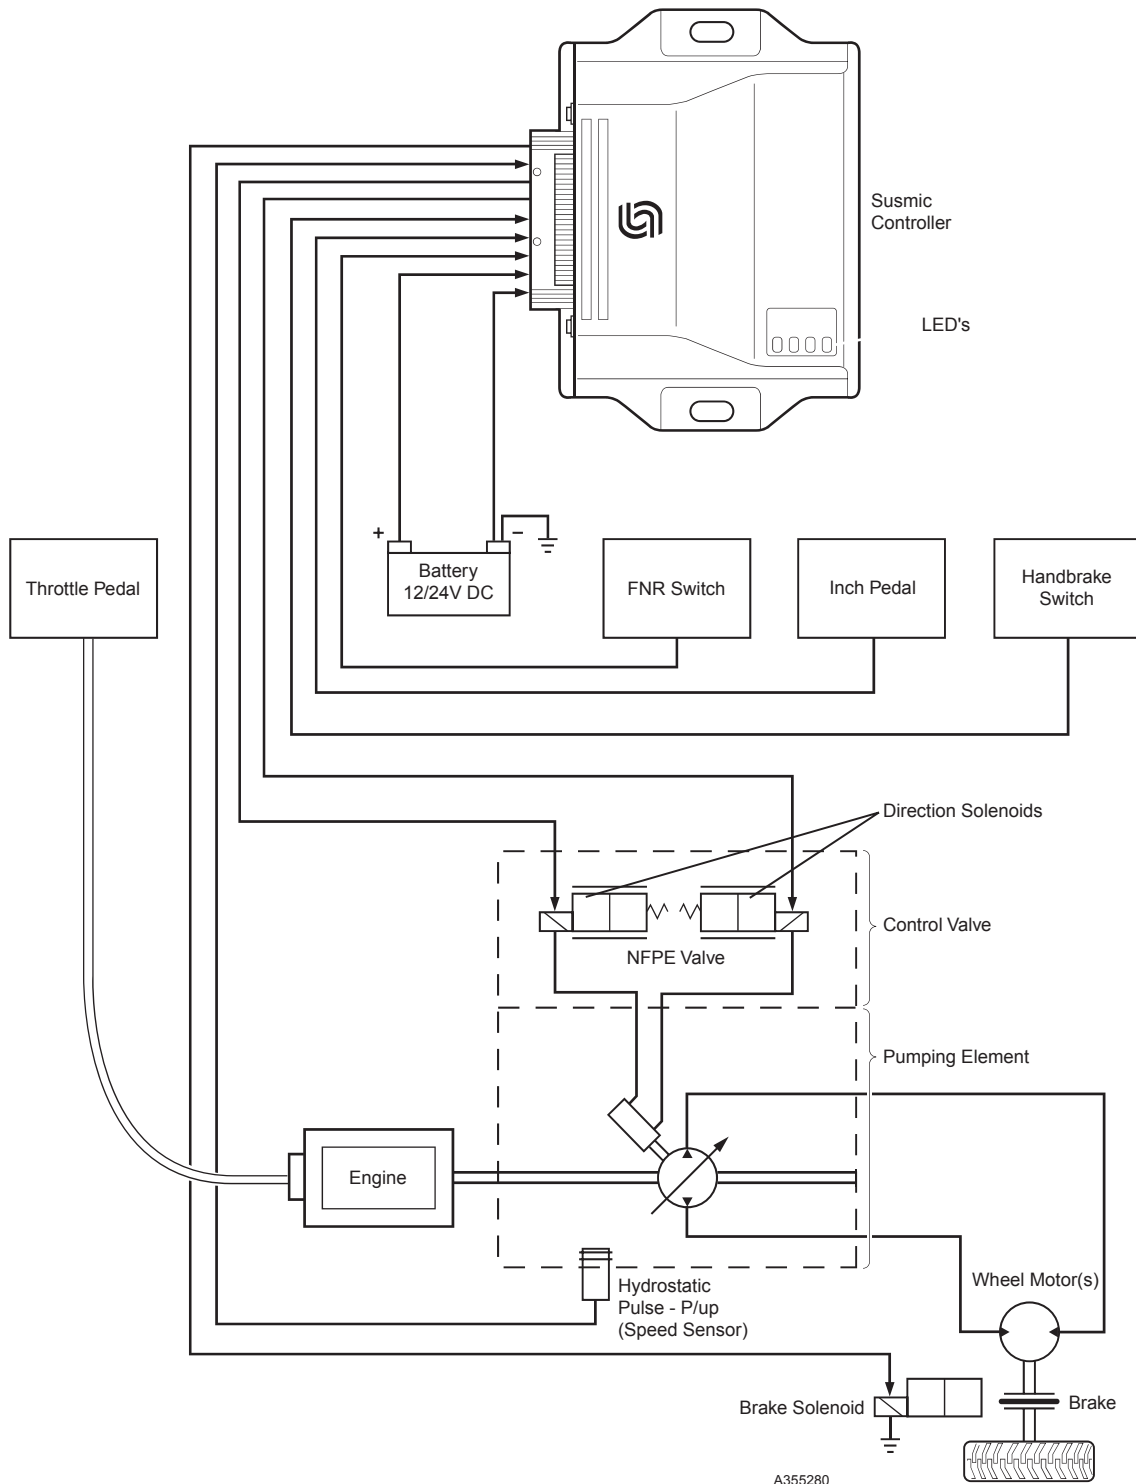 Susmic
Controller
LED's
+
−
Battery
12/24V DC
Throttle Pedal
FNR Switch
Inch Pedal
Handbrake
Switch
Direction Solenoids
Control Valve
NFPE Valve
Pumping Element
Engine
Hydrostatic
Pulse - P/up
(Speed Sensor)
Wheel Motor(s)
Brake Solenoid
Brake
A355280